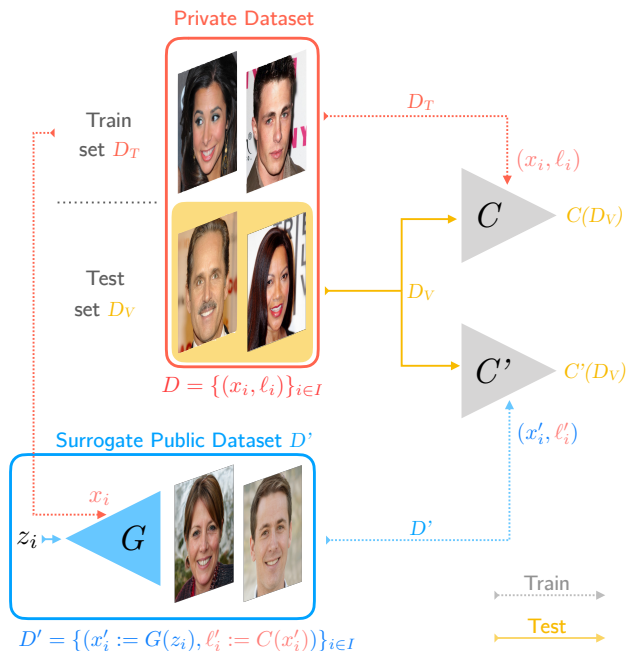 Private Dataset
Train
set D_T
Test
set D_V
D = {(x_i, ℓ_i)}_{i∈I}
D_T
(x_i, ℓ_i)
C
C(D_V)
D_V
C'
C'(D_V)
(x'_i, ℓ'_i)
Surrogate Public Dataset D'
x_i
z_i
G
D'
D' = {(x'_i := G(z_i), ℓ'_i := C(x'_i))}_{i∈I}
Train
Test